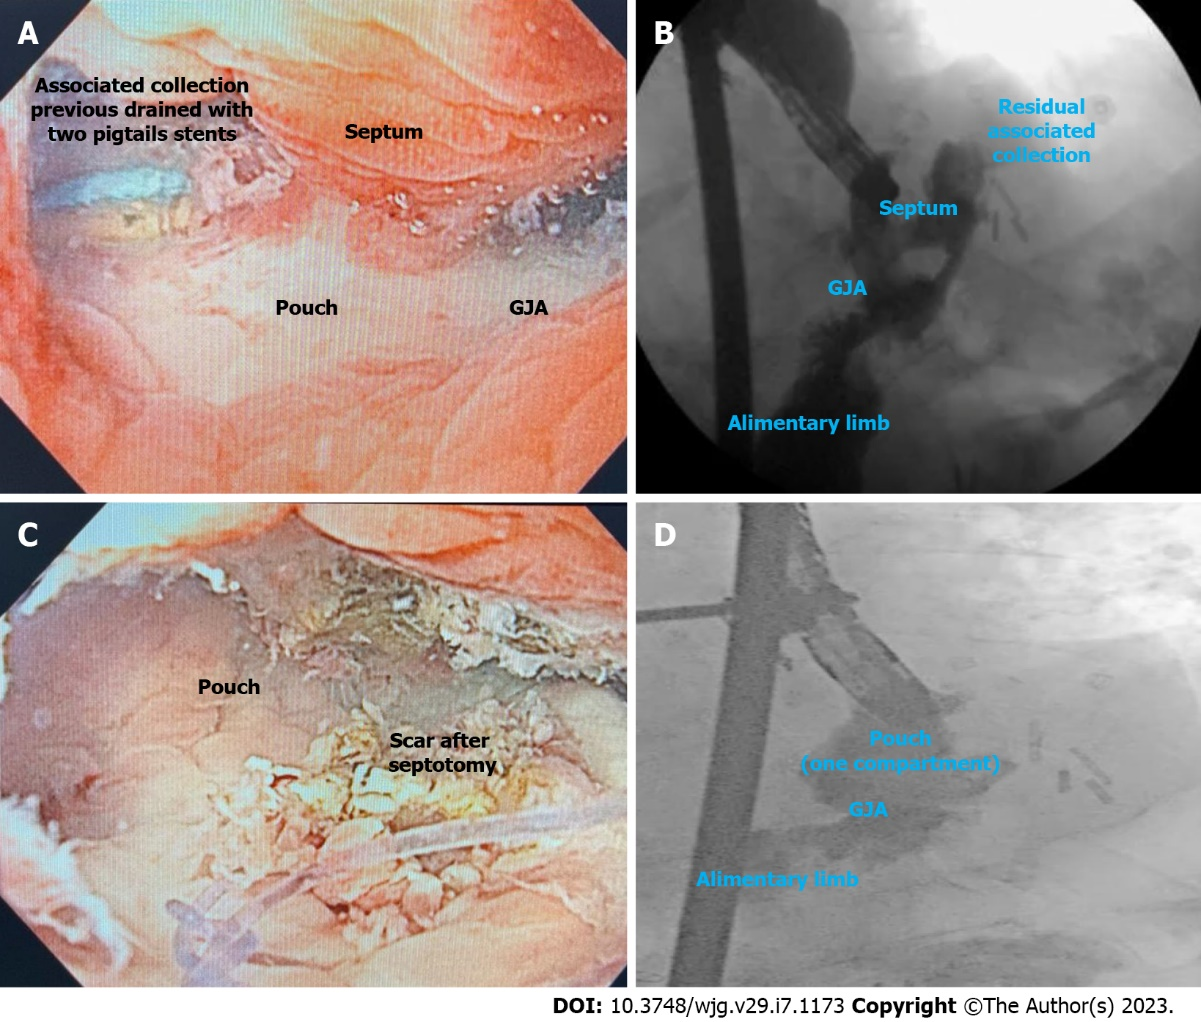 A
Associated collection
previous drained with
two pigtails stents
Septum
Pouch
GJA
B
Residual
associated
collection
Septum
GJA
Alimentary limb
C
Pouch
Scar after
septotomy
D
Pouch
(one compartment)
GJA
Alimentary limb
DOI: 10.3748/wjg.v29.i7.1173 Copyright ©The Author(s) 2023.